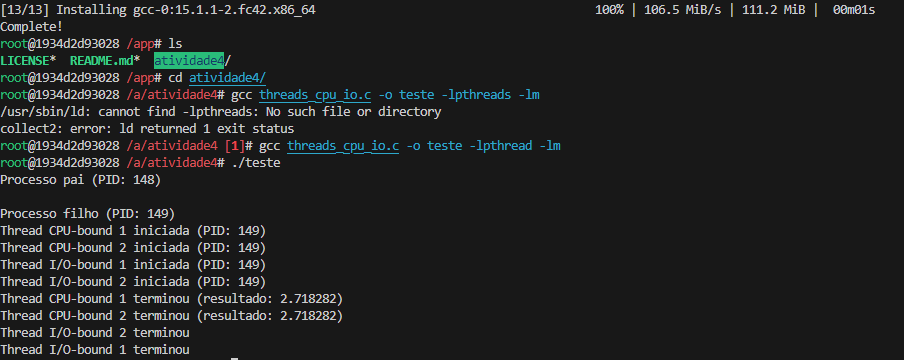 [13/13] Installing gcc-0:15.1.1-2.fc42.x86_64 100% | 106.5 MiB/s | 111.2 MiB | 00m01s
Complete!
root@1934d2d93028 /app# ls
LICENSE* README.md* atividade4/
root@1934d2d93028 /app# cd atividade4/
root@1934d2d93028 /a/atividade4# gcc threads_cpu_io.c -o teste -lpthreads -lm
/usr/sbin/ld: cannot find -lpthreads: No such file or directory
collect2: error: ld returned 1 exit status
root@1934d2d93028 /a/atividade4 [1]# gcc threads_cpu_io.c -o teste -lpthread -lm
root@1934d2d93028 /a/atividade4# ./teste
Processo pai (PID: 148)
Processo filho (PID: 149)
Thread CPU-bound 1 iniciada (PID: 149)
Thread CPU-bound 2 iniciada (PID: 149)
Thread I/O-bound 1 iniciada (PID: 149)
Thread I/O-bound 2 iniciada (PID: 149)
Thread CPU-bound 1 terminou (resultado: 2.718282)
Thread CPU-bound 2 terminou (resultado: 2.718282)
Thread I/O-bound 2 terminou
Thread I/O-bound 1 terminou